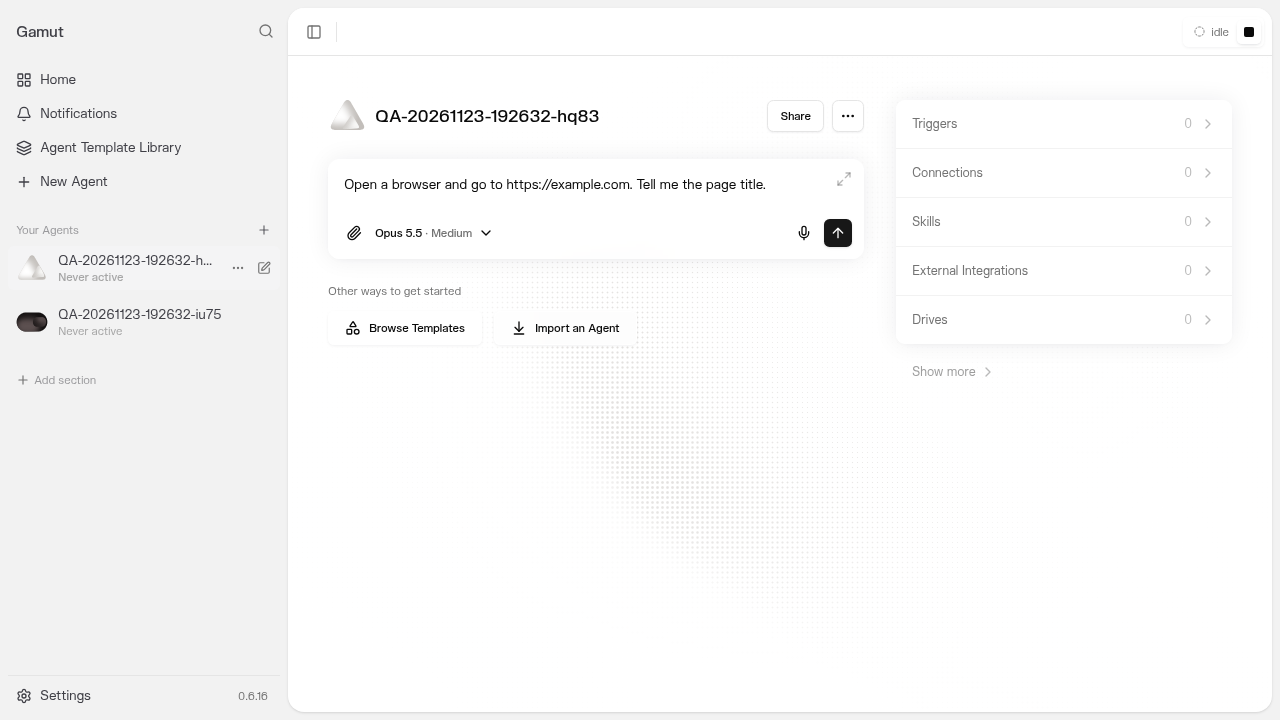 Gamut
Home
Notifications
Agent Template Library
New Agent
Your Agents
QA-20261123-192632-h...
Never active
QA-20261123-192632-iu75
Never active
Add section
Settings
0.6.16
idle
QA-20261123-192632-hq83
Share
Open a browser and go to https://example.com. Tell me the page title.
Opus 5.5 · Medium
Other ways to get started
Browse Templates
Import an Agent
Triggers 0
Connections 0
Skills 0
External Integrations 0
Drives 0
Show more